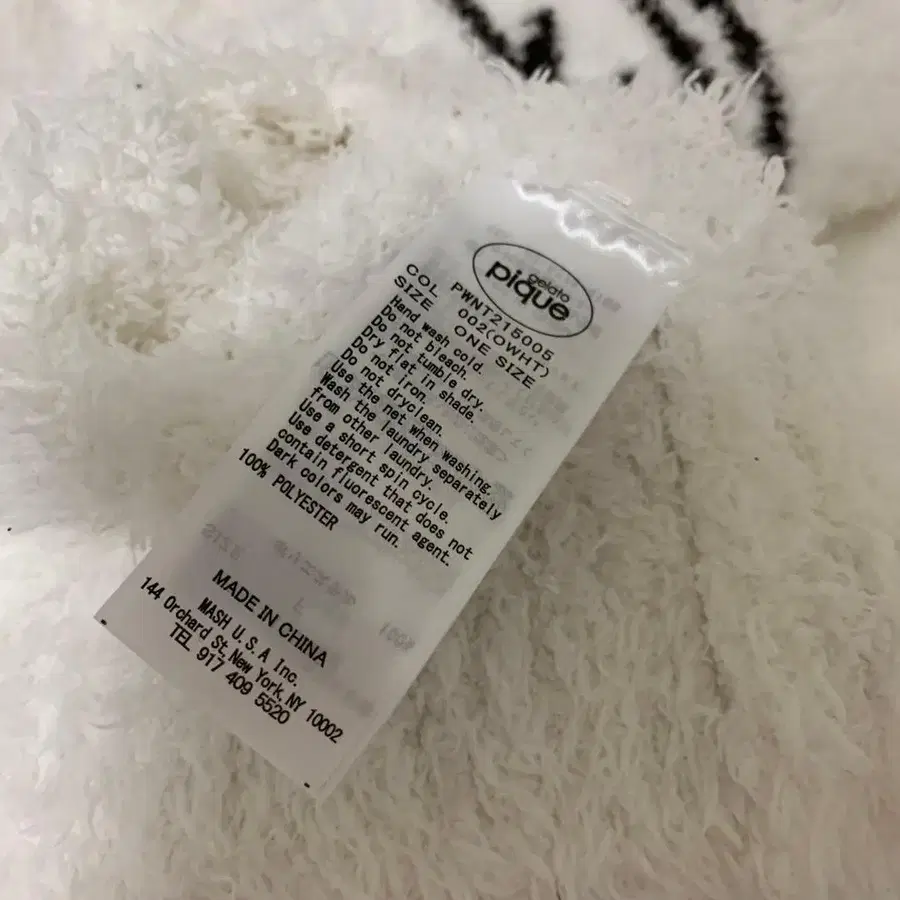 gelato
pique
PWNT215005
COL 002(OWHT)
SIZE ONE SIZE
Hand wash cold.
Do not bleach.
Do not tumble dry.
Dry flat in shade.
Do not iron.
Do not dryclean.
Use the net when washing.
Wash the laundry separately
from other laundry.
Use a short spin cycle.
Use detergent that does not
contain fluorescent agent.
Dark colors may run.
100% POLYESTER
MADE IN CHINA
MASH U.S.A Inc.
144 Orchard St, New York, NY 10002
TEL 917 409 5520